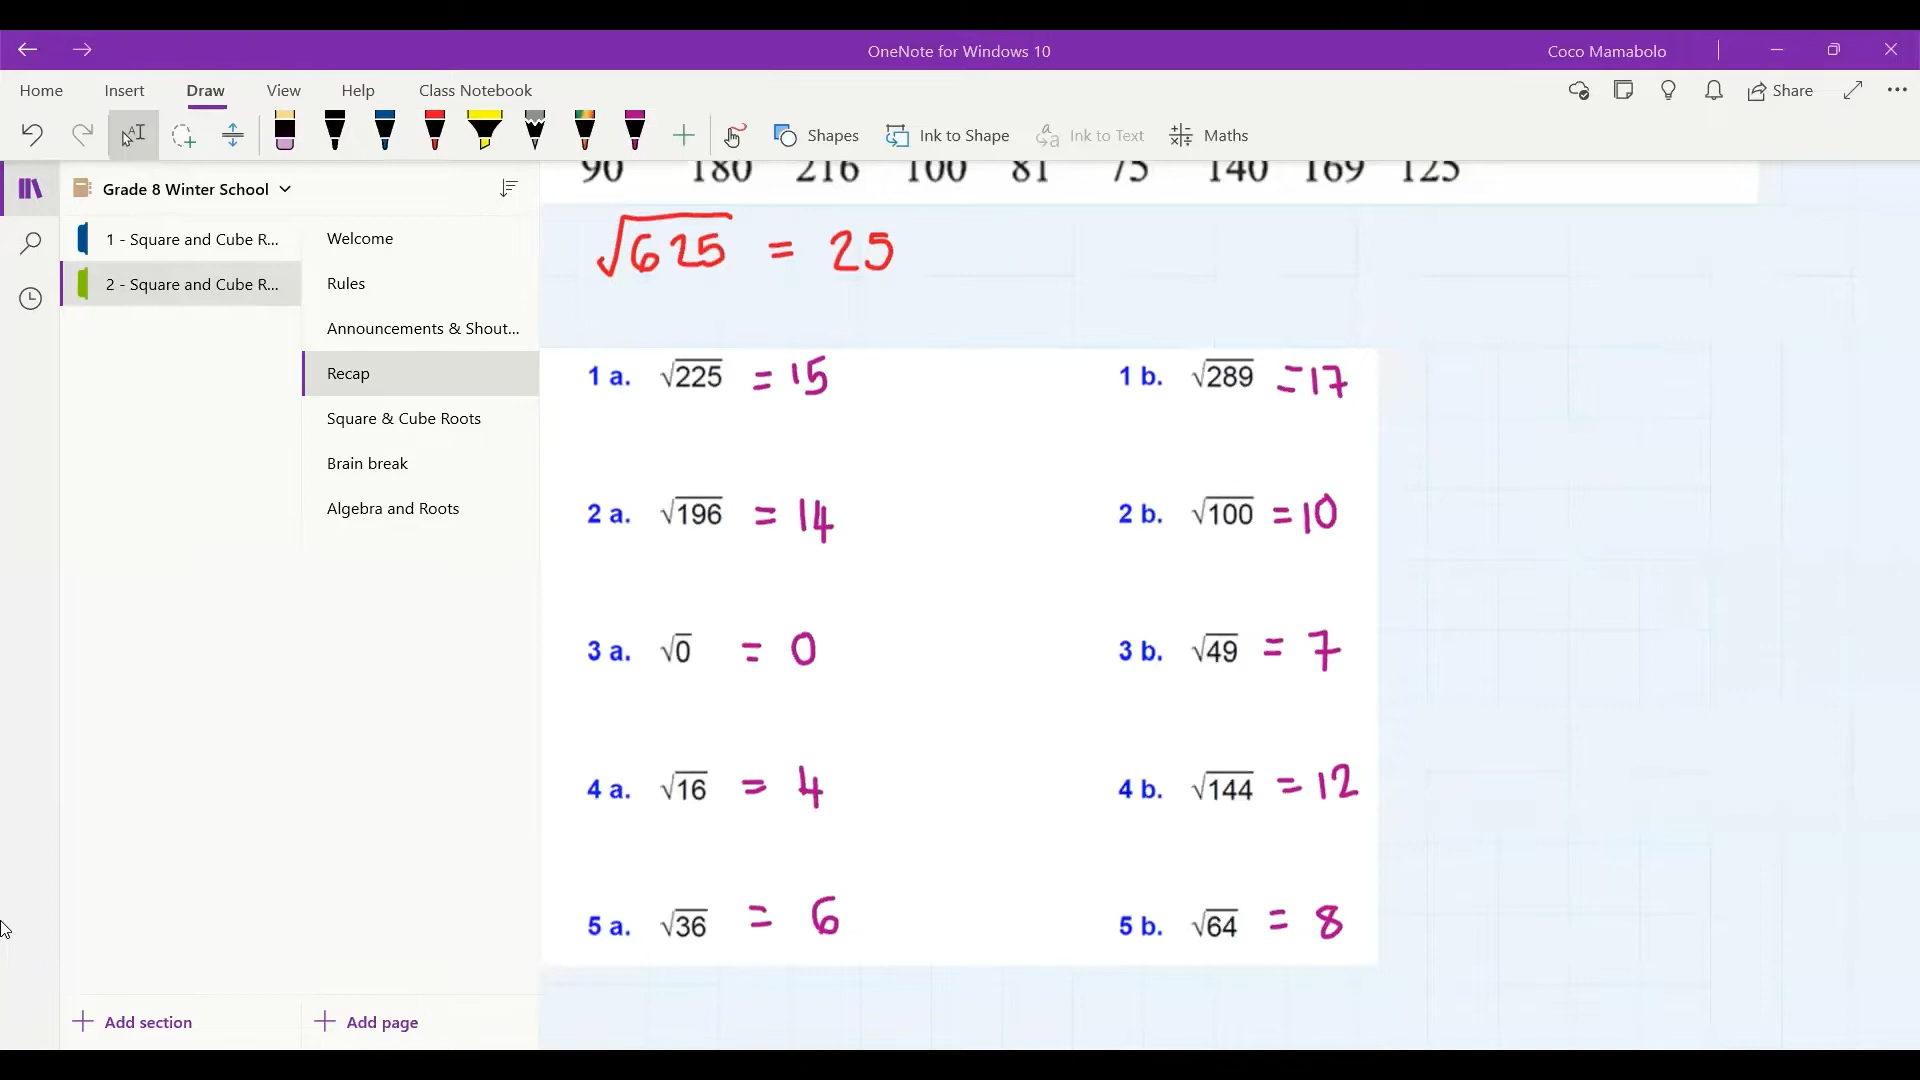 OneNote for Windows 10
Coco Mamabolo
Home Insert Draw View Help Class Notebook
Share
Shapes Ink to Shape Ink to Text Maths
Grade 8 Winter School
1 - Square and Cube R...
2 - Square and Cube R...
Welcome
Rules
Announcements & Shout...
Recap
Square & Cube Roots
Brain break
Algebra and Roots
Add section
Add page
90 180 216 100 81 75 140 169 125
√625 = 25
1 a. √225 = 15 1 b. √289 = 17
2 a. √196 = 14 2 b. √100 = 10
3 a. √0 = 0 3 b. √49 = 7
4 a. √16 = 4 4 b. √144 = 12
5 a. √36 = 6 5 b. √64 = 8